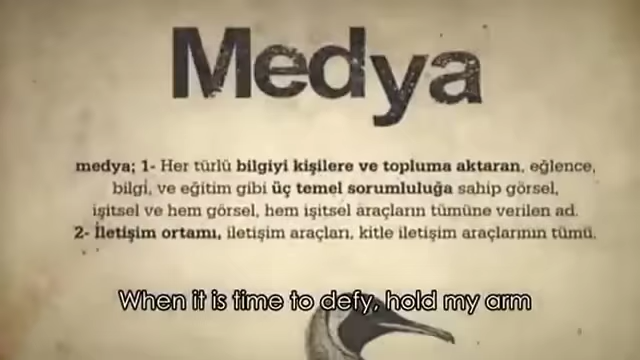 Medya
medya; 1- Her türlü bilgiyi kişilere ve topluma aktaran, eğlence,
bilgi, ve eğitim gibi üç temel sorumluluğa sahip görsel,
işitsel ve hem görsel, hem işitsel araçların tümüne verilen ad.
2- İletişim ortamı, iletişim araçları, kitle iletişim araçlarının tümü.
When it is time to defy, hold my arm